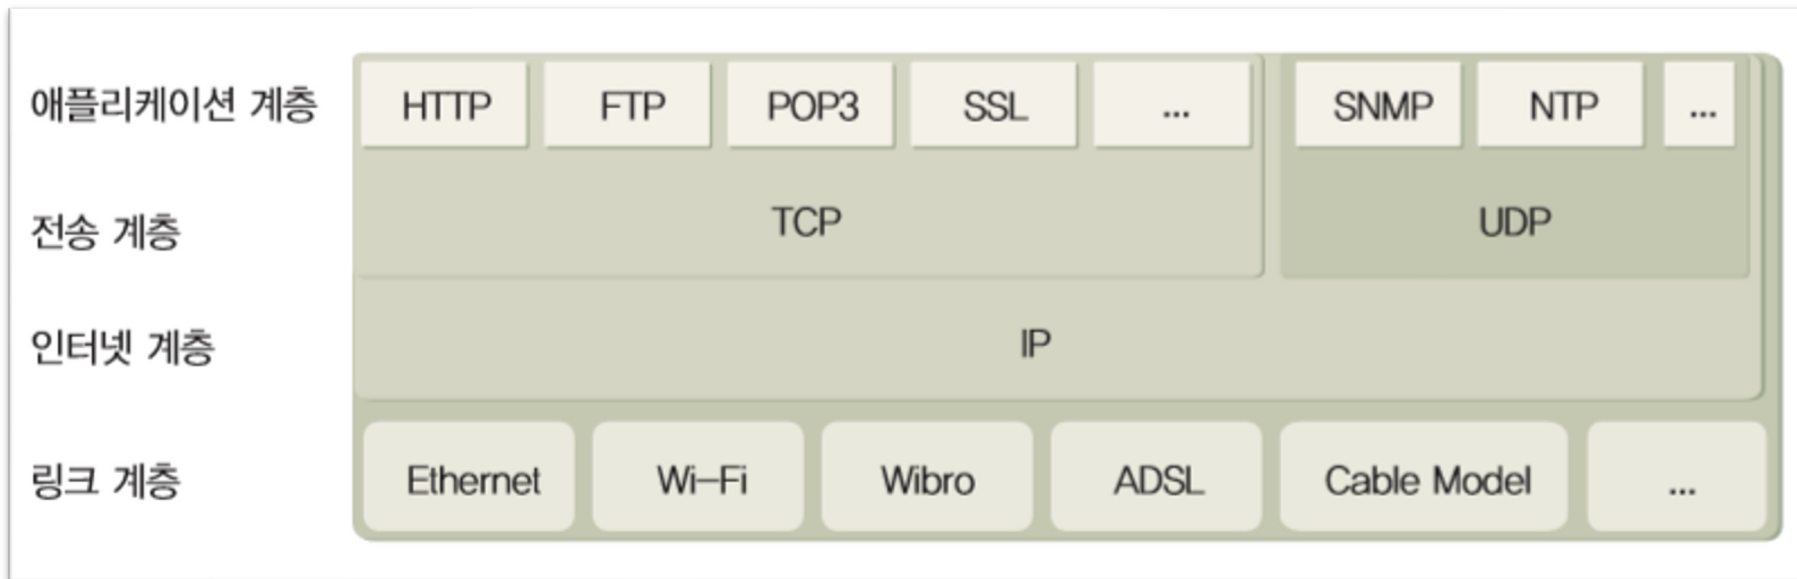 애플리케이션 계층 HTTP FTP POP3 SSL ... SNMP NTP ...
전송 계층 TCP UDP
인터넷 계층 IP
링크 계층 Ethernet Wi-Fi Wibro ADSL Cable Model ...